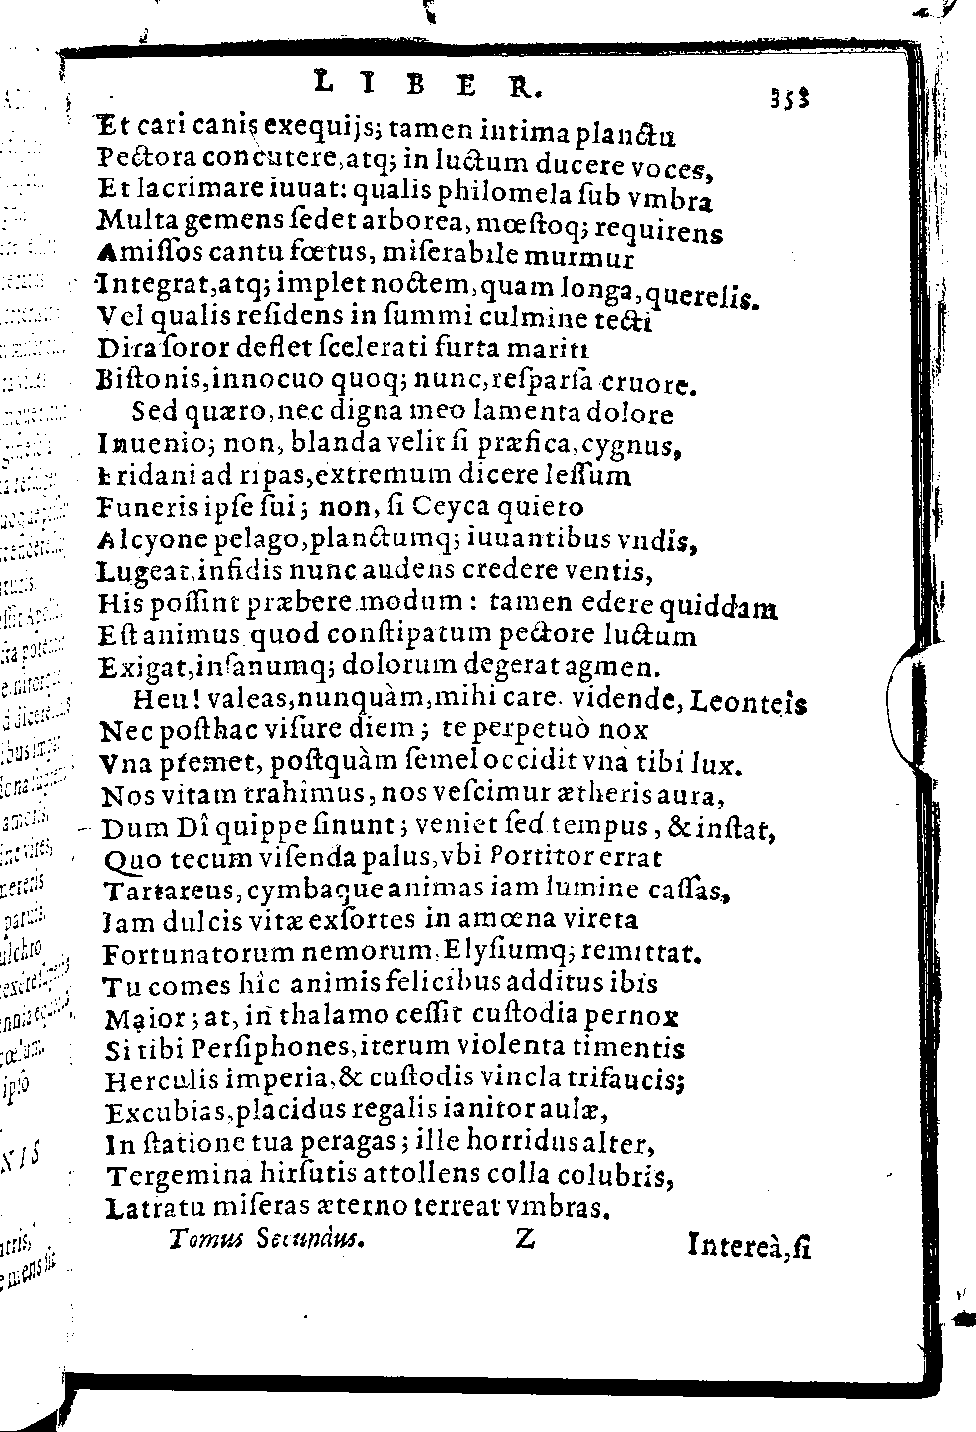 LIBER. 353
Et cari canis exequijs; tamen intima planctu
Pectora concutere, atq; in luctum ducere voces,
Et lacrimare iuuat: qualis philomela ſub vmbra
Multa gemens ſedet arborea, mœſtoq; requirens
Amiſſos cantu fœtus, miſerabile murmur
Integrat, atq; implet noctem, quam longa, querelis.
Vel qualis reſidens in ſummi culmine tecti
Dira ſoror deflet ſcelerati furta mariti
Biſtonis, innocuo quoq; nunc, reſparſa cruore.
Sed quæro, nec digna meo lamenta dolore
Inuenio; non, blanda velit ſi præfica, cygnus,
Eridani ad ripas, extremum dicere leſſum
Funeris ipſe ſui; non, ſi Ceyca quieto
Alcyone pelago, planctumq; iuuantibus vndis,
Lugeat, infidis nunc audens credere ventis,
His poſſint præbere modum: tamen edere quiddam
Eſt animus quod conſtipatum pectore luctum
Exigat, inſanumq; dolorum degerat agmen.
Heu! valeas, nunquàm, mihi care vidende, Leonteis
Nec poſthac viſure diem; te perpetuò nox
Vna premet, poſtquàm ſemel occidit vna tibi lux.
Nos vitam trahimus, nos veſcimur ætheris aura,
Dum Dî quippe ſinunt; veniet ſed tempus, & inſtat,
Quo tecum viſenda palus, vbi Portitor errat
Tartareus, cymbaque animas iam lumine caſſas,
Iam dulcis vitæ exſortes in amœna vireta
Fortunatorum nemorum, Elyſiumq; remittat.
Tu comes hîc animis felicibus additus ibis
Maior; at, in thalamo ceſſit cuſtodia pernox
Si tibi Perſiphones, iterum violenta timentis
Herculis imperia, & cuſtodis vincla trifaucis;
Excubias, placidus regalis ianitor aulæ,
In ſtatione tua peragas; ille horridus alter,
Tergemina hirſutis attollens colla colubris,
Latratu miſeras æterno terreat vmbras.
Tomus Secundus. Z Intereà, ſi